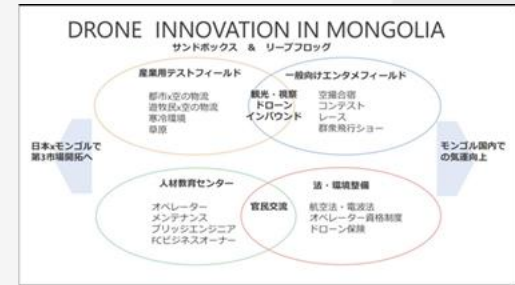 DRONE INNOVATION IN MONGOLIA
サンドボックス & リープフロッグ
産業用テストフィールド
都市x空の物流
遊牧民x空の物流
寒冷環境
草原
観光・視察
ドローン
インバウンド
一般向けエンタメフィールド
空撮合宿
コンテスト
レース
群衆飛行ショー
日本xモンゴルで
第3市場開拓へ
モンゴル国内で
の気運向上
人材教育センター
オペレーター
メンテナンス
ブリッジエンジニア
FCビジネスオーナー
官民交流
法・環境整備
航空法・電波法
オペレーター資格制度
ドローン保険